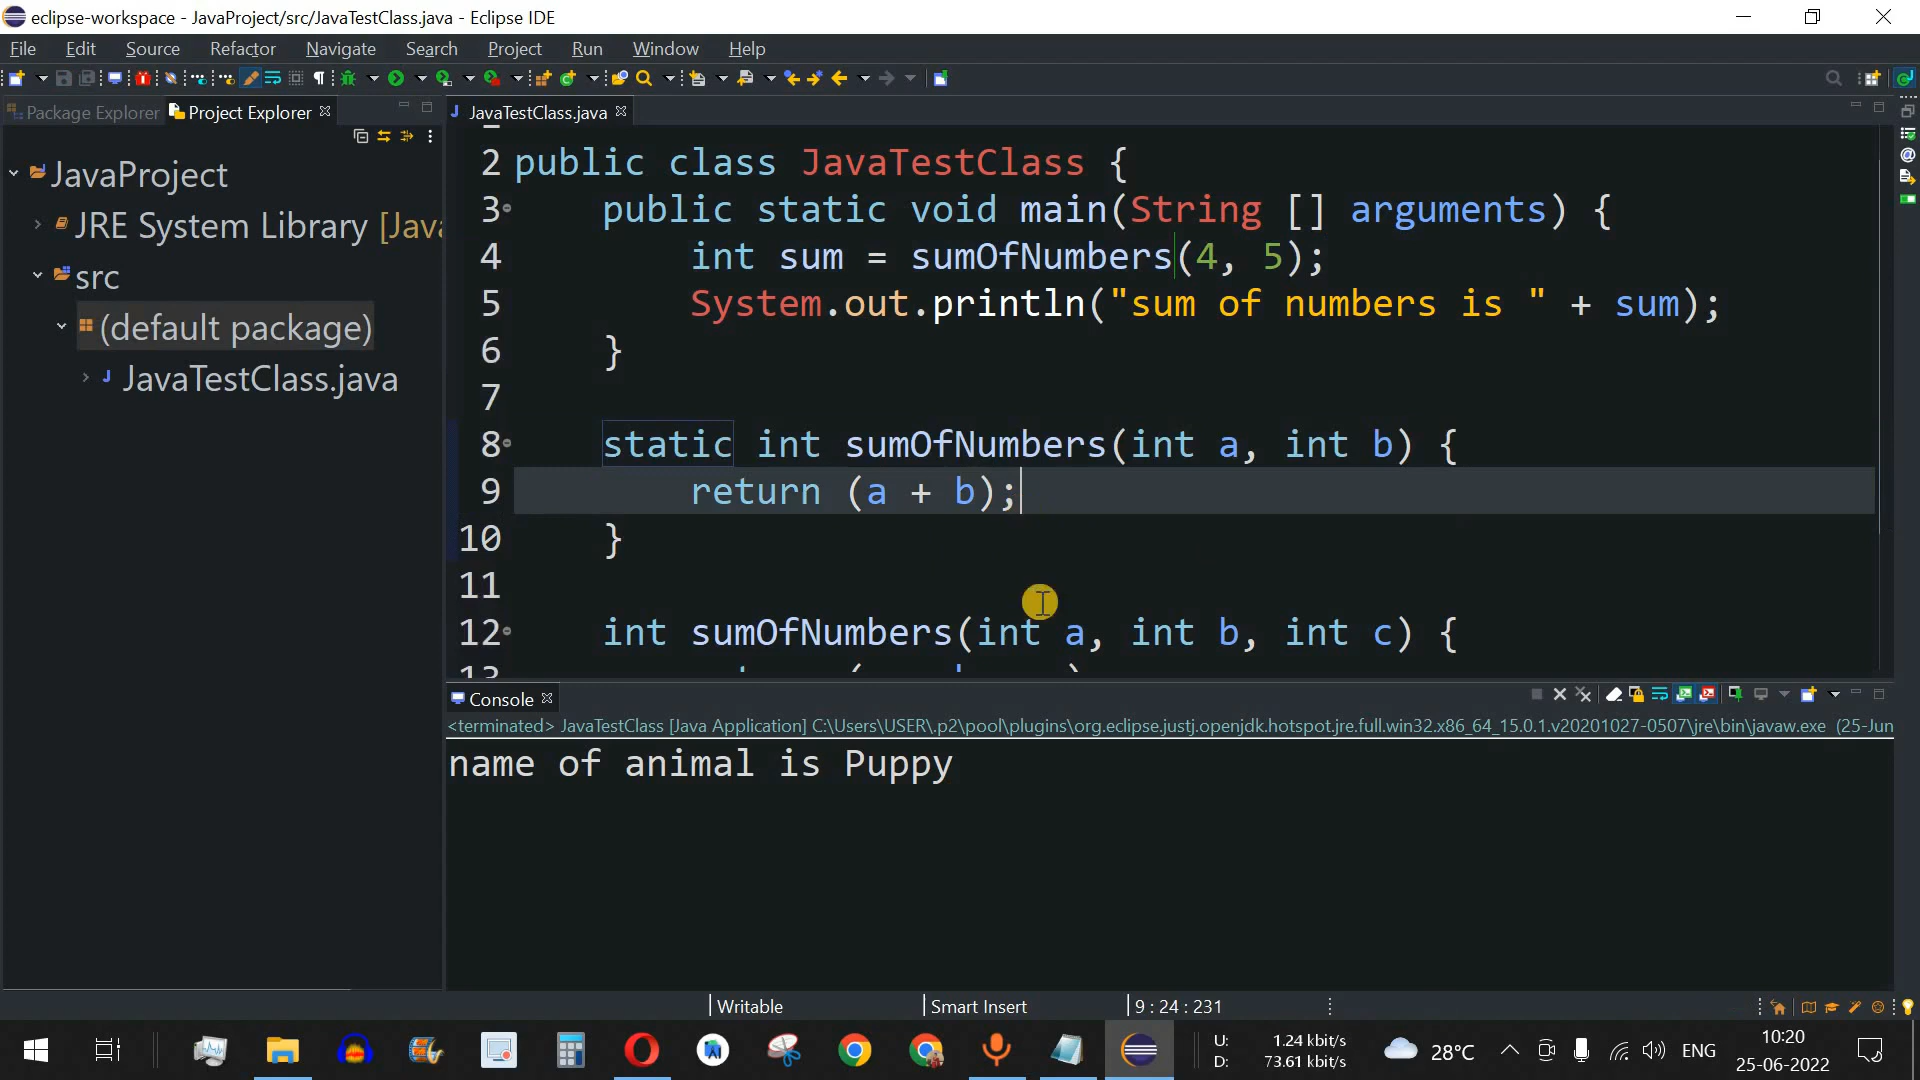 eclipse-workspace - JavaProject/src/JavaTestClass.java - Eclipse IDE
File Edit Source Refactor Navigate Search Project Run Window Help
Package Explorer Project Explorer
JavaTestClass.java
JavaProject
JRE System Library [Java
src
(default package)
JavaTestClass.java
2 public class JavaTestClass {
3 public static void main(String [] arguments) {
4 int sum = sumOfNumbers(4, 5);
5 System.out.println("sum of numbers is " + sum);
6 }
7
8 static int sumOfNumbers(int a, int b) {
9 return (a + b);
10 }
11
12 int sumOfNumbers(int a, int b, int c) {
13
Console
<terminated> JavaTestClass [Java Application] C:\Users\USER\.p2\pool\plugins\org.eclipse.justj.openjdk.hotspot.jre.full.win32.x86_64_15.0.1.v20201027-0507\jre\bin\javaw.exe (25-Jun
name of animal is Puppy
Writable Smart Insert 9 : 24 : 231
U: 1.24 kbit/s
D: 73.61 kbit/s
28°C
ENG
10:20
25-06-2022